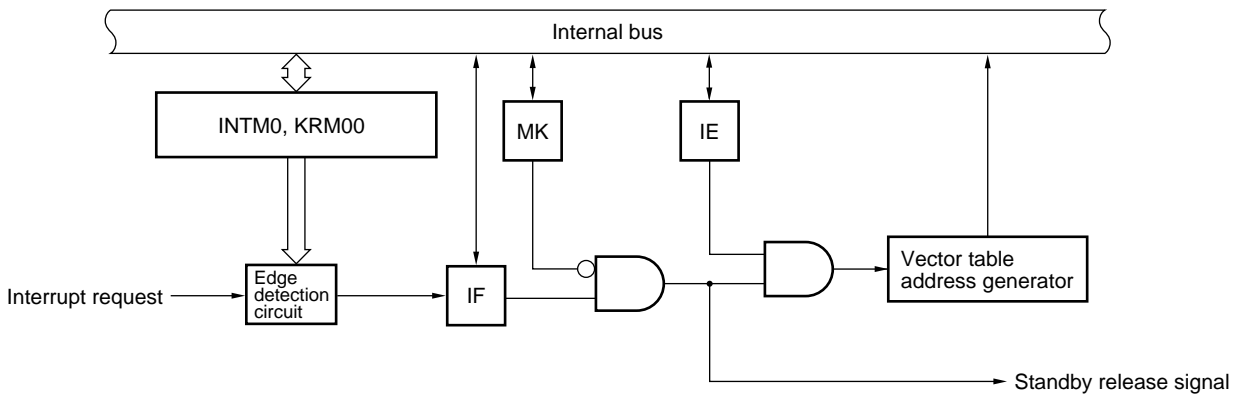 Internal bus
INTM0, KRM00
MK
IE
Interrupt request
Edge
detection
circuit
IF
Vector table
address generator
Standby release signal